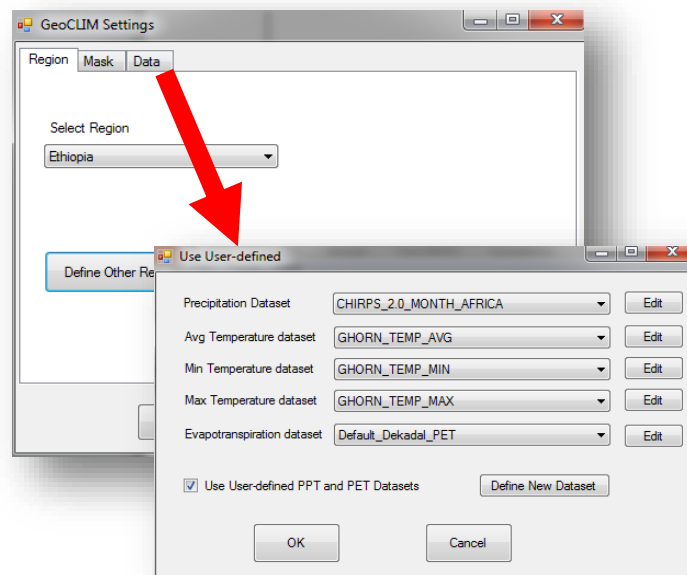 GeoCLIM Settings
Region Mask Data
Select Region
Ethiopia
Define Other Re
Use User-defined
Precipitation Dataset CHIRPS_2.0_MONTH_AFRICA Edit
Avg Temperature dataset GHORN_TEMP_AVG Edit
Min Temperature dataset GHORN_TEMP_MIN Edit
Max Temperature dataset GHORN_TEMP_MAX Edit
Evapotranspiration dataset Default_Dekadal_PET Edit
Use User-defined PPT and PET Datasets Define New Dataset
OK Cancel